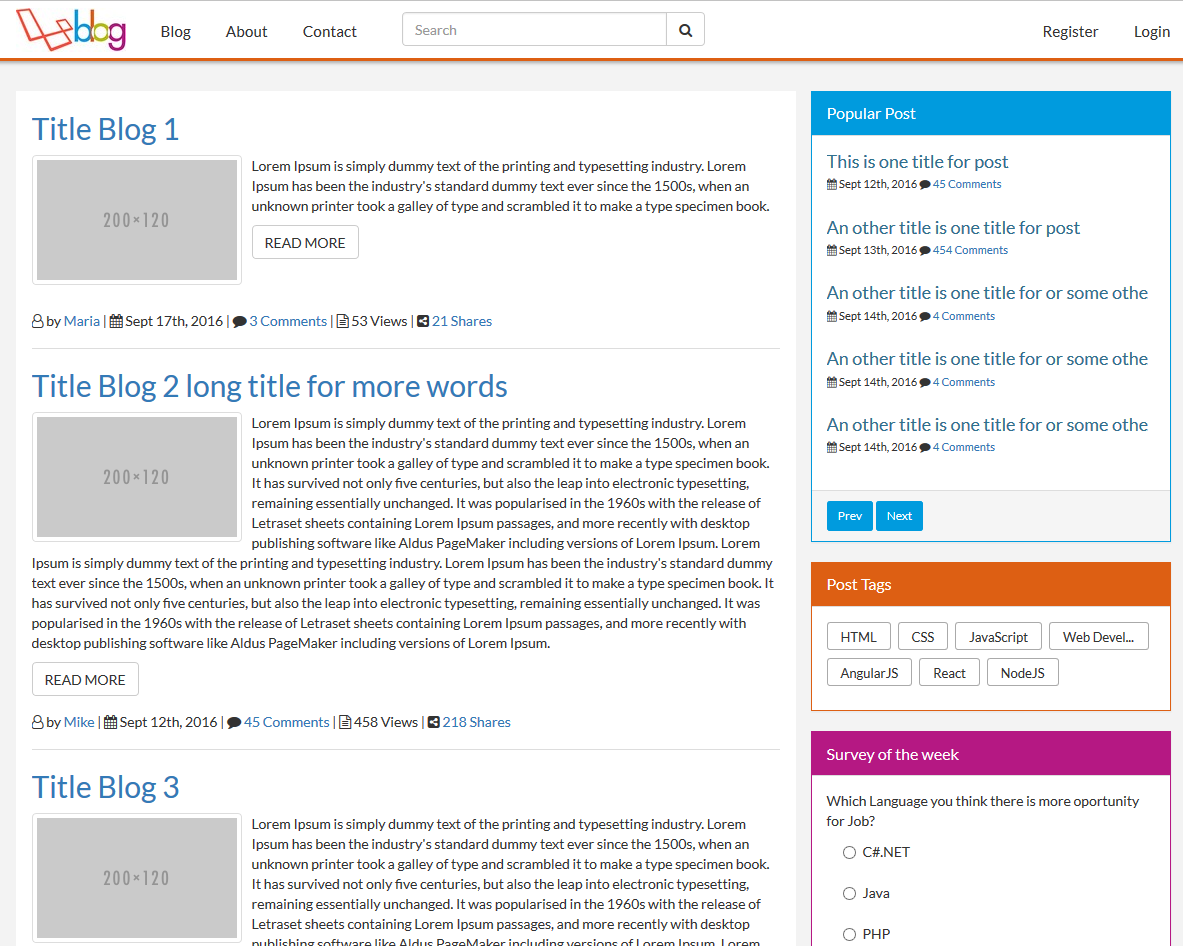 blog Blog About Contact Search Register Login
Title Blog 1
200×120
Lorem Ipsum is simply dummy text of the printing and typesetting industry. Lorem
Ipsum has been the industry's standard dummy text ever since the 1500s, when an
unknown printer took a galley of type and scrambled it to make a type specimen book.
READ MORE
by Maria | Sept 17th, 2016 | 3 Comments | 53 Views | 21 Shares
Title Blog 2 long title for more words
200×120
Lorem Ipsum is simply dummy text of the printing and typesetting industry. Lorem
Ipsum has been the industry's standard dummy text ever since the 1500s, when an
unknown printer took a galley of type and scrambled it to make a type specimen book.
It has survived not only five centuries, but also the leap into electronic typesetting,
remaining essentially unchanged. It was popularised in the 1960s with the release of
Letraset sheets containing Lorem Ipsum passages, and more recently with desktop
publishing software like Aldus PageMaker including versions of Lorem Ipsum. Lorem
Ipsum is simply dummy text of the printing and typesetting industry. Lorem Ipsum has been the industry's standard dummy
text ever since the 1500s, when an unknown printer took a galley of type and scrambled it to make a type specimen book. It
has survived not only five centuries, but also the leap into electronic typesetting, remaining essentially unchanged. It was
popularised in the 1960s with the release of Letraset sheets containing Lorem Ipsum passages, and more recently with
desktop publishing software like Aldus PageMaker including versions of Lorem Ipsum.
READ MORE
by Mike | Sept 12th, 2016 | 45 Comments | 458 Views | 218 Shares
Title Blog 3
200×120
Lorem Ipsum is simply dummy text of the printing and typesetting industry. Lorem
Ipsum has been the industry's standard dummy text ever since the 1500s, when an
unknown printer took a galley of type and scrambled it to make a type specimen book.
It has survived not only five centuries, but also the leap into electronic typesetting,
remaining essentially unchanged. It was popularised in the 1960s with the release of
Letraset sheets containing Lorem Ipsum passages, and more recently with desktop
publishing software like Aldus PageMaker including versions of Lorem Ipsum. Lorem
Popular Post
This is one title for post
Sept 12th, 2016 45 Comments
An other title is one title for post
Sept 13th, 2016 454 Comments
An other title is one title for or some othe
Sept 14th, 2016 4 Comments
An other title is one title for or some othe
Sept 14th, 2016 4 Comments
An other title is one title for or some othe
Sept 14th, 2016 4 Comments
Prev Next
Post Tags
HTML CSS JavaScript Web Devel...
AngularJS React NodeJS
Survey of the week
Which Language you think there is more oportunity
for Job?
C#.NET
Java
PHP